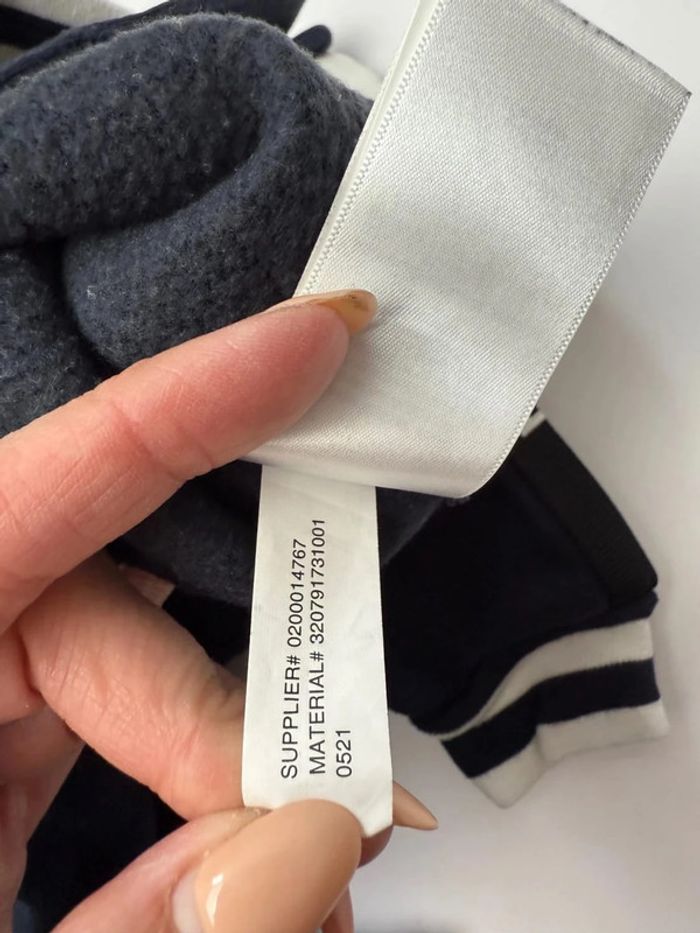 SUPPLIER# 0200014767
MATERIAL# 320791731001
0521